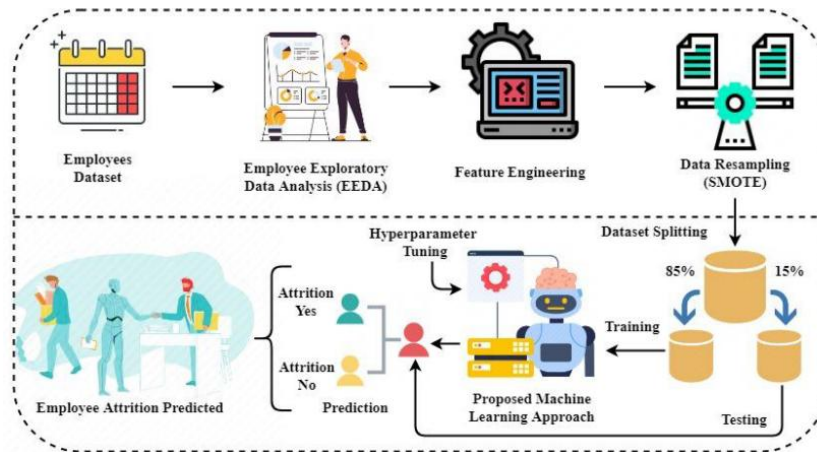 Employees
Dataset
Employee Exploratory
Data Analysis (EEDA)
Feature Engineering
Data Resampling
(SMOTE)
Hyperparameter
Tuning
Dataset Splitting
85%
15%
Attrition
Yes
Training
Attrition
No
Employee Attrition Predicted
Prediction
Proposed Machine
Learning Approach
Testing